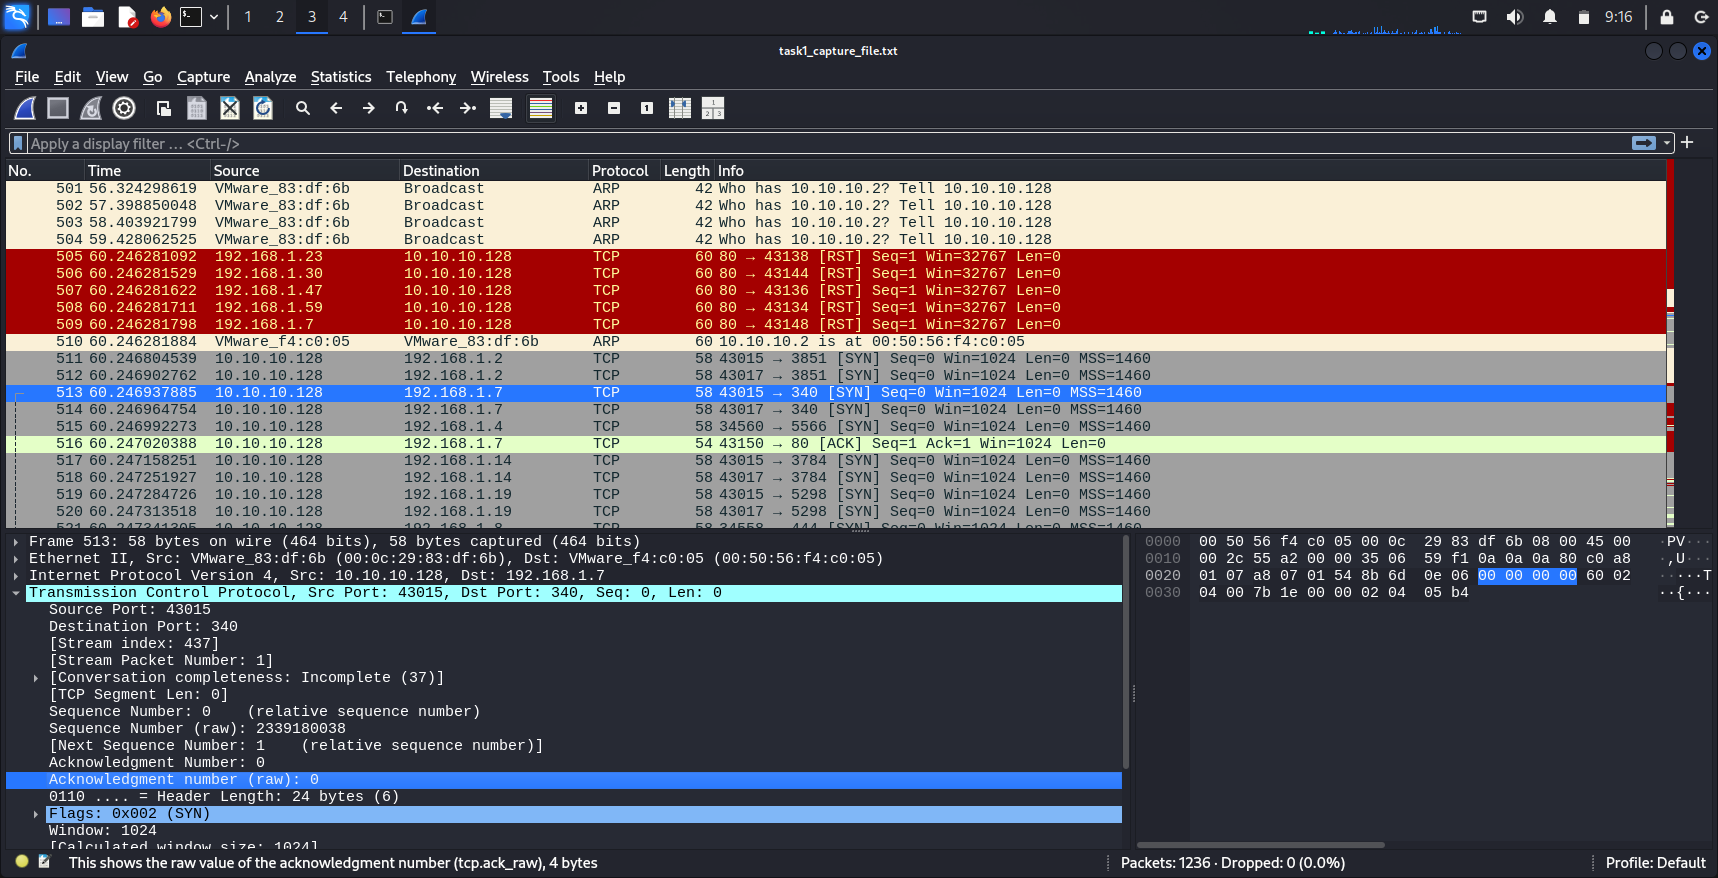 1 2 3 4 9:16
task1_capture_file.txt
File Edit View Go Capture Analyze Statistics Telephony Wireless Tools Help
Apply a display filter … <Ctrl-/>
No. Time Source Destination Protocol Length Info
501 56.324298619 VMware_83:df:6b Broadcast ARP 42 Who has 10.10.10.2? Tell 10.10.10.128
502 57.398850048 VMware_83:df:6b Broadcast ARP 42 Who has 10.10.10.2? Tell 10.10.10.128
503 58.403921799 VMware_83:df:6b Broadcast ARP 42 Who has 10.10.10.2? Tell 10.10.10.128
504 59.428062525 VMware_83:df:6b Broadcast ARP 42 Who has 10.10.10.2? Tell 10.10.10.128
505 60.246281092 192.168.1.23 10.10.10.128 TCP 60 80 → 43138 [RST] Seq=1 Win=32767 Len=0
506 60.246281529 192.168.1.30 10.10.10.128 TCP 60 80 → 43144 [RST] Seq=1 Win=32767 Len=0
507 60.246281622 192.168.1.47 10.10.10.128 TCP 60 80 → 43136 [RST] Seq=1 Win=32767 Len=0
508 60.246281711 192.168.1.59 10.10.10.128 TCP 60 80 → 43134 [RST] Seq=1 Win=32767 Len=0
509 60.246281798 192.168.1.7 10.10.10.128 TCP 60 80 → 43148 [RST] Seq=1 Win=32767 Len=0
510 60.246281884 VMware_f4:c0:05 VMware_83:df:6b ARP 60 10.10.10.2 is at 00:50:56:f4:c0:05
511 60.246804539 10.10.10.128 192.168.1.2 TCP 58 43015 → 3851 [SYN] Seq=0 Win=1024 Len=0 MSS=1460
512 60.246902762 10.10.10.128 192.168.1.2 TCP 58 43017 → 3851 [SYN] Seq=0 Win=1024 Len=0 MSS=1460
513 60.246937885 10.10.10.128 192.168.1.7 TCP 58 43015 → 340 [SYN] Seq=0 Win=1024 Len=0 MSS=1460
514 60.246964754 10.10.10.128 192.168.1.7 TCP 58 43017 → 340 [SYN] Seq=0 Win=1024 Len=0 MSS=1460
515 60.246992273 10.10.10.128 192.168.1.4 TCP 58 34560 → 5566 [SYN] Seq=0 Win=1024 Len=0 MSS=1460
516 60.247020388 10.10.10.128 192.168.1.7 TCP 54 43150 → 80 [ACK] Seq=1 Ack=1 Win=1024 Len=0
517 60.247158251 10.10.10.128 192.168.1.14 TCP 58 43015 → 3784 [SYN] Seq=0 Win=1024 Len=0 MSS=1460
518 60.247251927 10.10.10.128 192.168.1.14 TCP 58 43017 → 3784 [SYN] Seq=0 Win=1024 Len=0 MSS=1460
519 60.247284726 10.10.10.128 192.168.1.19 TCP 58 43015 → 5298 [SYN] Seq=0 Win=1024 Len=0 MSS=1460
520 60.247313518 10.10.10.128 192.168.1.19 TCP 58 43017 → 5298 [SYN] Seq=0 Win=1024 Len=0 MSS=1460
521 60.247341305 10.10.10.128 192.168.1.8 TCP 58 34558 → 444 [SYN] Seq=0 Win=1024 Len=0 MSS=1460
Frame 513: 58 bytes on wire (464 bits), 58 bytes captured (464 bits)
Ethernet II, Src: VMware_83:df:6b (00:0c:29:83:df:6b), Dst: VMware_f4:c0:05 (00:50:56:f4:c0:05)
Internet Protocol Version 4, Src: 10.10.10.128, Dst: 192.168.1.7
Transmission Control Protocol, Src Port: 43015, Dst Port: 340, Seq: 0, Len: 0
Source Port: 43015
Destination Port: 340
[Stream index: 437]
[Stream Packet Number: 1]
[Conversation completeness: Incomplete (37)]
[TCP Segment Len: 0]
Sequence Number: 0 (relative sequence number)
Sequence Number (raw): 2339180038
[Next Sequence Number: 1 (relative sequence number)]
Acknowledgment Number: 0
Acknowledgment number (raw): 0
0110 .... = Header Length: 24 bytes (6)
Flags: 0x002 (SYN)
Window: 1024
[Calculated window size: 1024]
0000 00 50 56 f4 c0 05 00 0c 29 83 df 6b 08 00 45 00 ·PV···
0010 00 2c 55 a2 00 00 35 06 59 f1 0a 0a 0a 80 c0 a8 ·,U···
0020 01 07 a8 07 01 54 8b 6d 0e 06 00 00 00 00 60 02 ·····T
0030 04 00 7b 1e 00 00 02 04 05 b4 ··{···
This shows the raw value of the acknowledgment number (tcp.ack_raw), 4 bytes
Packets: 1236 · Dropped: 0 (0.0%)
Profile: Default